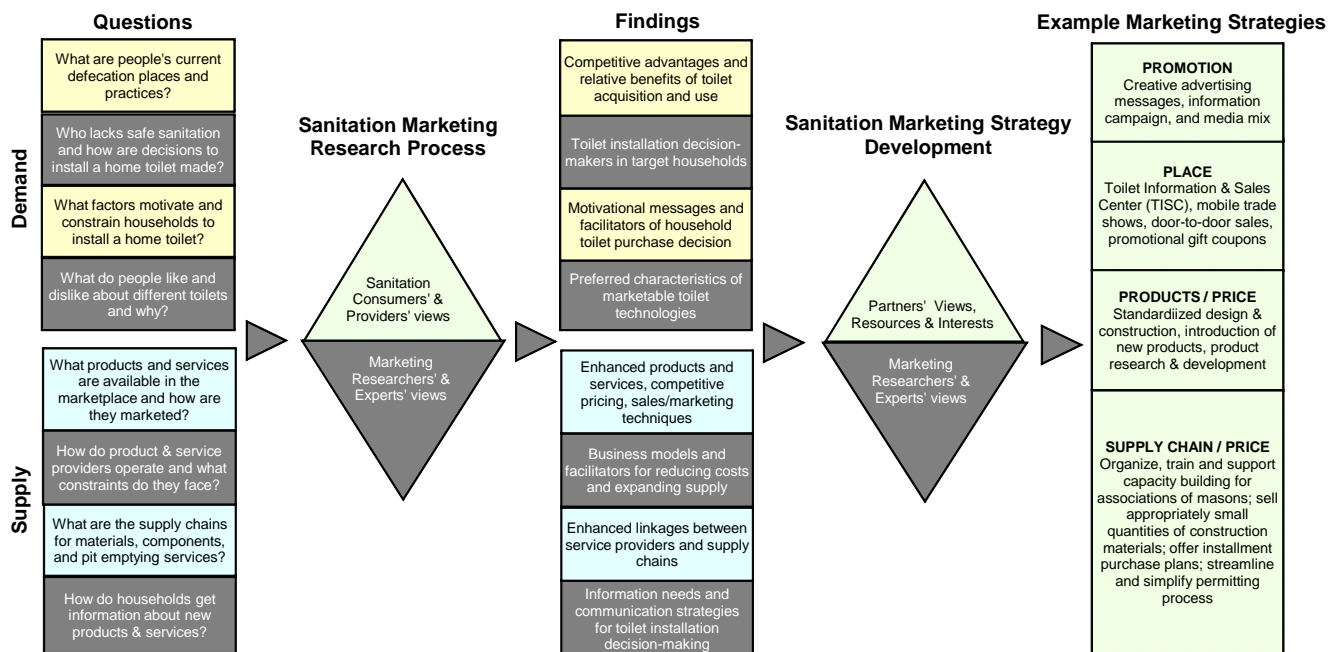 Questions
Demand
What are people's current
defecation places and
practices?
Who lacks safe sanitation
and how are decisions to
install a home toilet made?
What factors motivate and
constrain households to
install a home toilet?
What do people like and
dislike about different toilets
and why?
Supply
What products and services
are available in the
marketplace and how are
they marketed?
How do product & service
providers operate and what
constraints do they face?
What are the supply chains
for materials, components,
and pit emptying services?
How do households get
information about new
products & services?
Sanitation Marketing
Research Process
Sanitation
Consumers' &
Providers' views
Marketing
Researchers' &
Experts' views
Findings
Competitive advantages and
relative benefits of toilet
acquisition and use
Toilet installation decision-
makers in target households
Motivational messages and
facilitators of household
toilet purchase decision
Preferred characteristics of
marketable toilet
technologies
Enhanced products and
services, competitive
pricing, sales/marketing
techniques
Business models and
facilitators for reducing costs
and expanding supply
Enhanced linkages between
service providers and supply
chains
Information needs and
communication strategies
for toilet installation
decision-making
Sanitation Marketing Strategy
Development
Partners' Views,
Resources & Interests
Marketing
Researchers' &
Experts' views
Example Marketing Strategies
PROMOTION
Creative advertising
messages, information
campaign, and media mix
PLACE
Toilet Information & Sales
Center (TISC), mobile trade
shows, door-to-door sales,
promotional gift coupons
PRODUCTS / PRICE
Standardiized design &
construction, introduction of
new products, product
research & development
SUPPLY CHAIN / PRICE
Organize, train and support
capacity building for
associations of masons; sell
appropriately small
quantities of construction
materials; offer installment
purchase plans; streamline
and simplify permitting
process